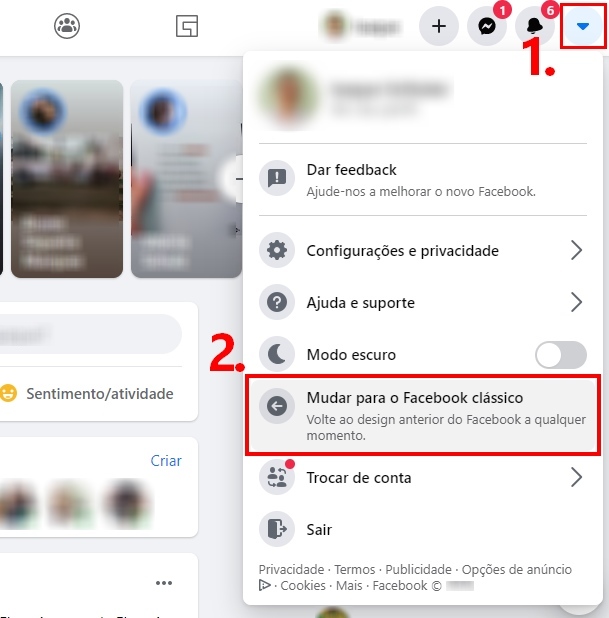 1
6
1.
Dar feedback
Ajude-nos a melhorar o novo Facebook.
Configurações e privacidade
Ajuda e suporte
Modo escuro
2.
Mudar para o Facebook clássico
Volte ao design anterior do Facebook a qualquer
momento.
Sentimento/atividade
Criar
Trocar de conta
Sair
Privacidade · Termos · Publicidade · Opções de anúncio
· Cookies · Mais · Facebook ©